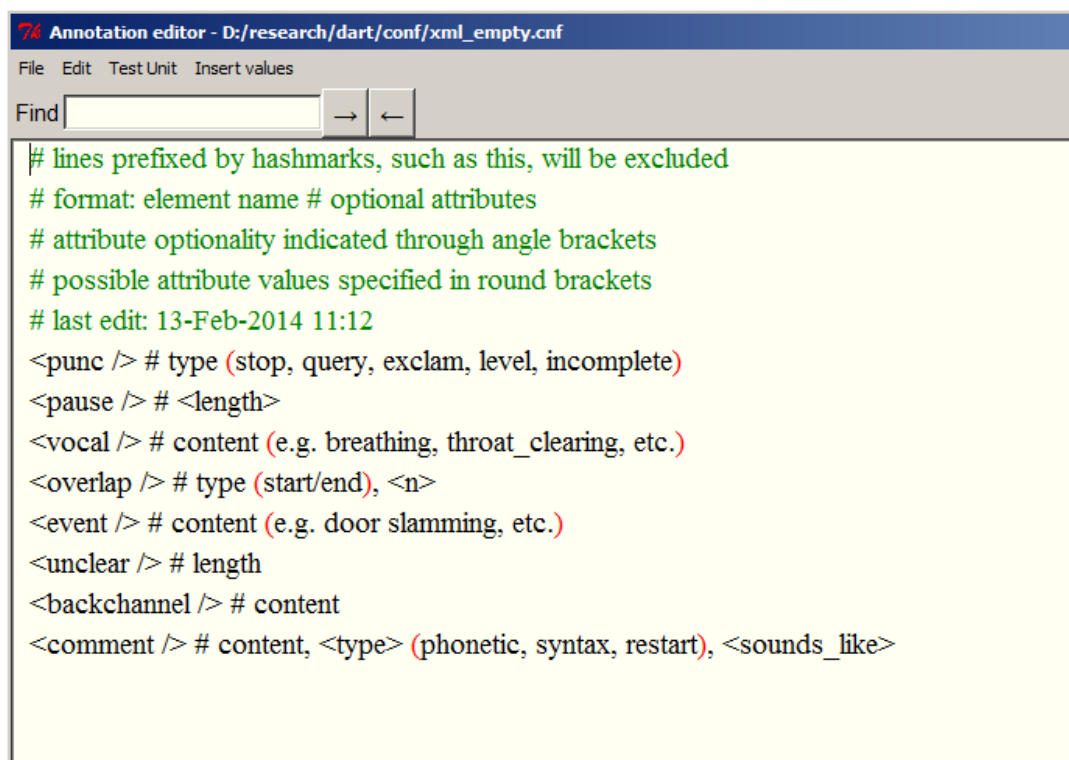 Annotation editor - D:/research/dart/conf/xml_empty.cnf
File Edit Test Unit Insert values
Find → ←
# lines prefixed by hashmarks, such as this, will be excluded
# format: element name # optional attributes
# attribute optionality indicated through angle brackets
# possible attribute values specified in round brackets
# last edit: 13-Feb-2014 11:12
<punc /> # type (stop, query, exclam, level, incomplete)
<pause /> # <length>
<vocal /> # content (e.g. breathing, throat_clearing, etc.)
<overlap /> # type (start/end), <n>
<event /> # content (e.g. door slamming, etc.)
<unclear /> # length
<backchannel /> # content
<comment /> # content, <type> (phonetic, syntax, restart), <sounds_like>